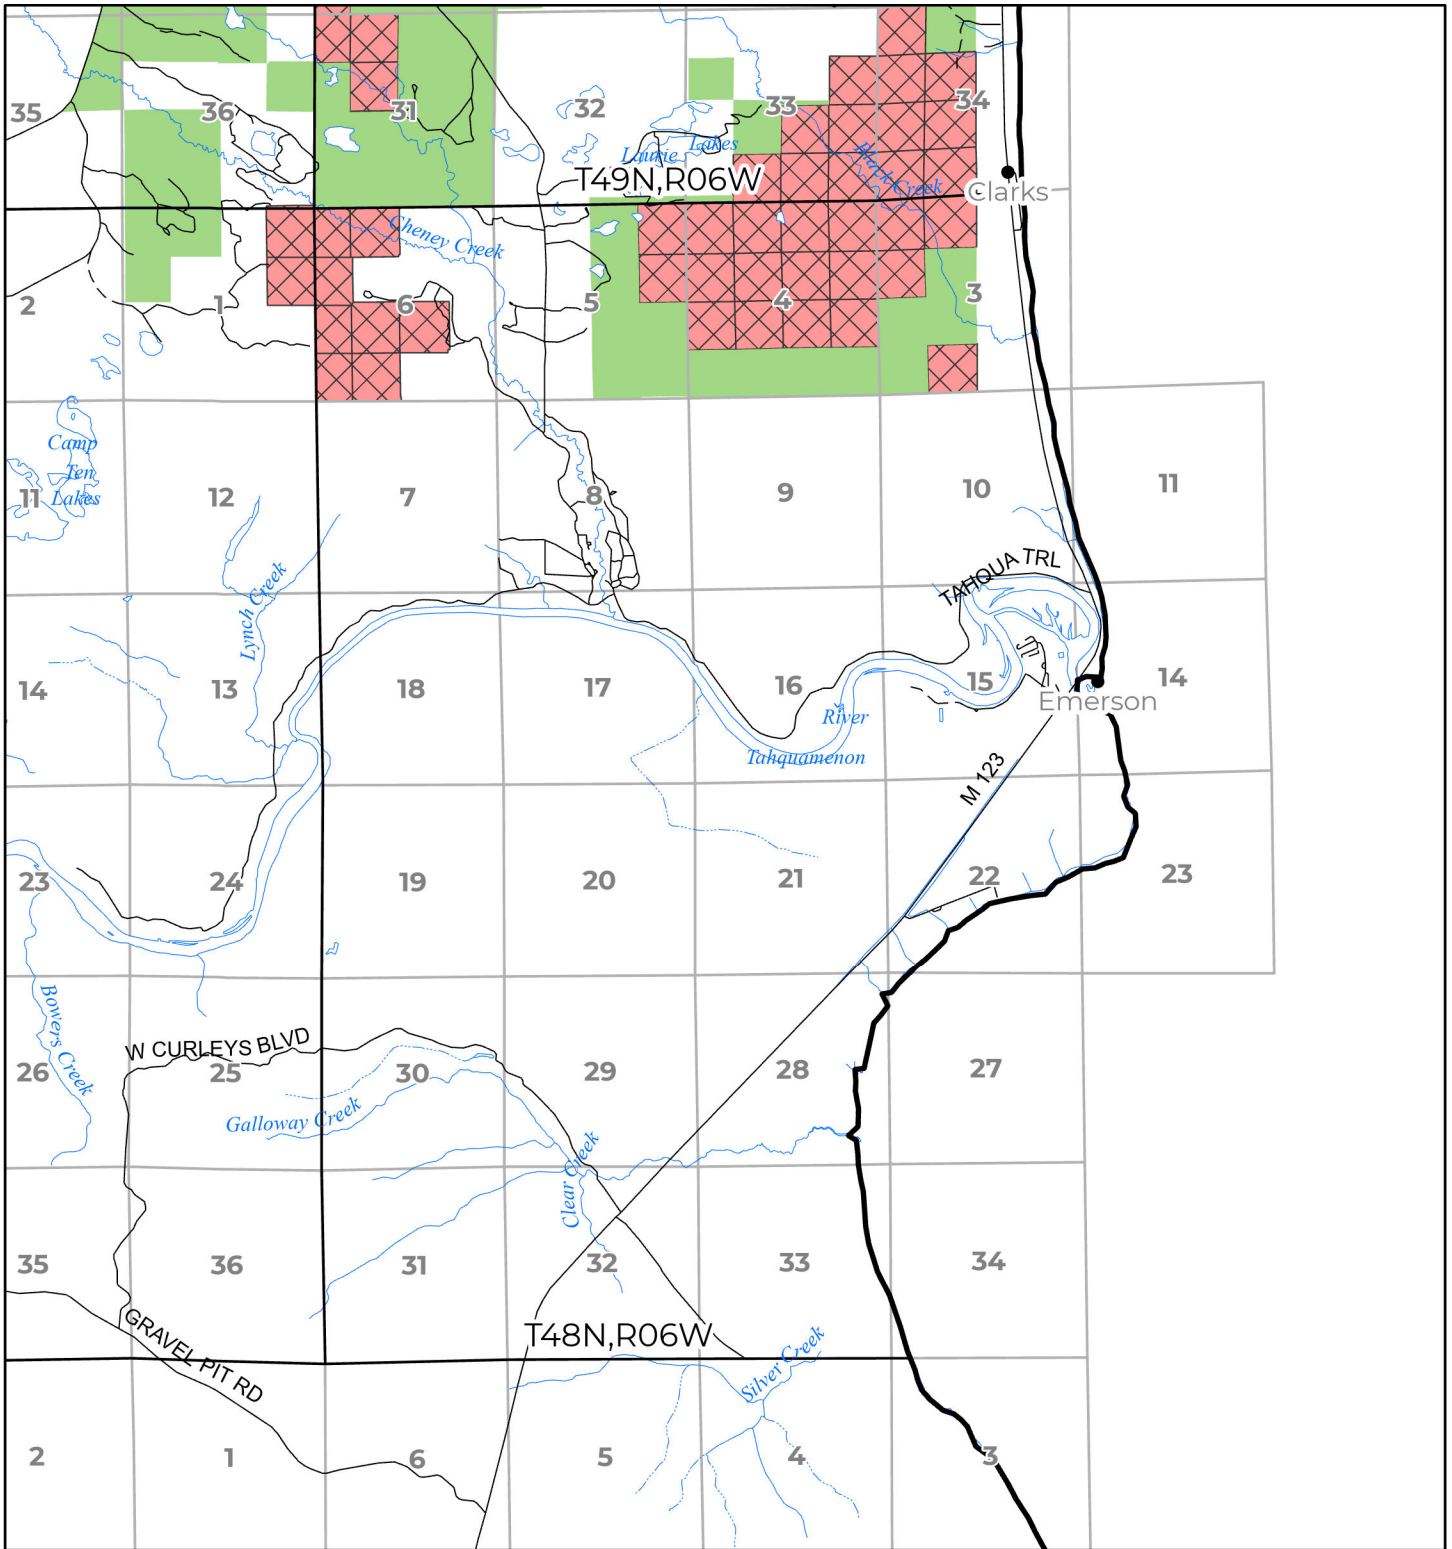 35
36
31
32
33
34
Laurie Lakes
Black Creek
T49N,R06W
Clarks
Cheney Creek
2
1
6
5
4
3
Camp
Ten
Lakes
11
12
7
8
9
10
11
TAHQUA TRL
Lynch Creek
14
13
18
17
16
15
14
Emerson
River
Tahquamenon
M 123
23
24
19
20
21
22
23
Bowers Creek
W CURLEYS BLVD
26
25
30
29
28
27
Galloway Creek
Clear Creek
35
36
31
32
33
34
GRAVEL PIT RD
T48N,R06W
Silver Creek
2
1
6
5
4
3